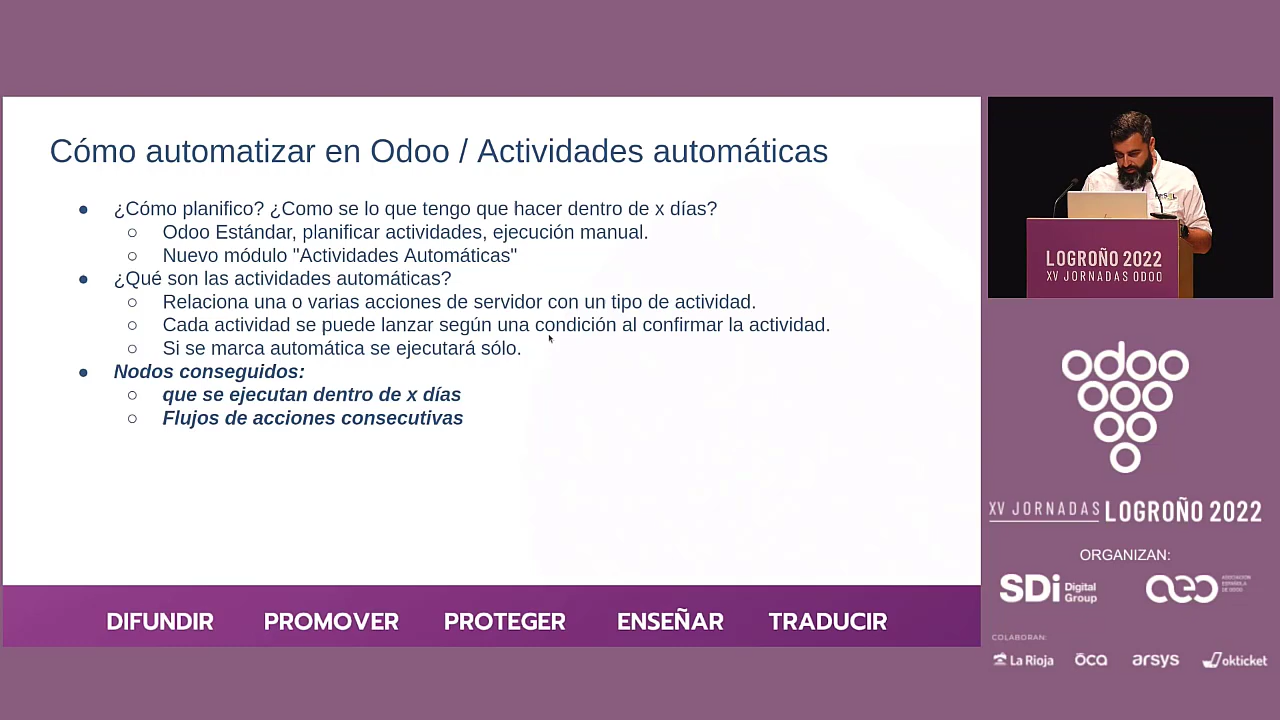 Cómo automatizar en Odoo / Actividades automáticas
¿Cómo planifico? ¿Como se lo que tengo que hacer dentro de x días?
Odoo Estándar, planificar actividades, ejecución manual.
Nuevo módulo "Actividades Automáticas"
¿Qué son las actividades automáticas?
Relaciona una o varias acciones de servidor con un tipo de actividad.
Cada actividad se puede lanzar según una condición al confirmar la actividad.
Si se marca automática se ejecutará sólo.
Nodos conseguidos:
que se ejecutan dentro de x días
Flujos de acciones consecutivas
DIFUNDIR PROMOVER PROTEGER ENSEÑAR TRADUCIR
LOGROÑO 2022
XV JORNADAS ODOO
odoo
XV JORNADAS LOGROÑO 2022
ORGANIZAN:
SDi Digital Group
aeo ASOCIACIÓN ESPAÑOLA DE ODOO
COLABORAN:
La Rioja oca arsys okticket